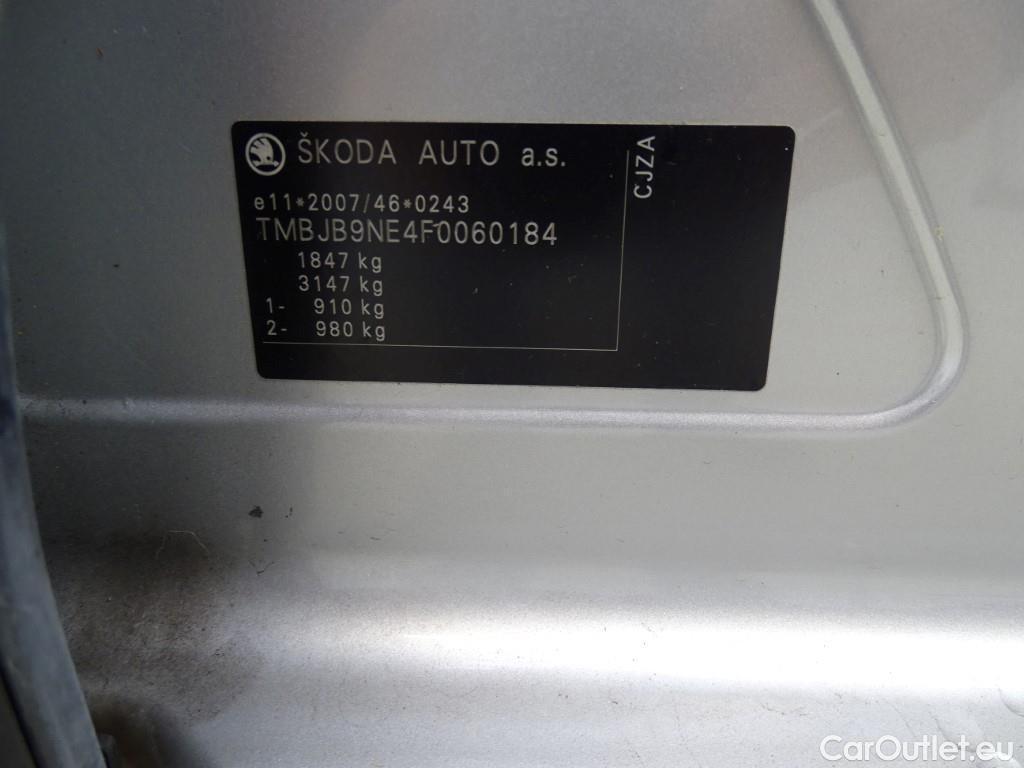 ŠKODA AUTO a.s.
e11*2007/46*0243
TMBJB9NE4F0060184
1847 kg
3147 kg
1- 910 kg
2- 980 kg
CJZA
CarOutlet.eu